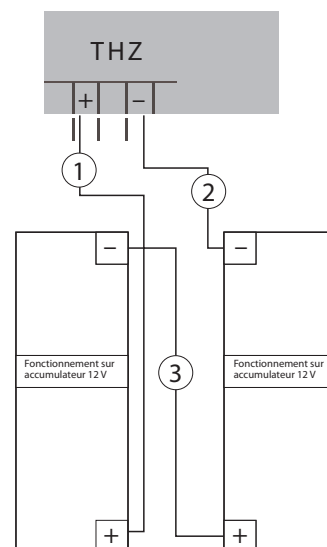 THZ
+ −
1
2
− −
Fonctionnement sur
accumulateur 12 V
Fonctionnement sur
accumulateur 12 V
3
+ +